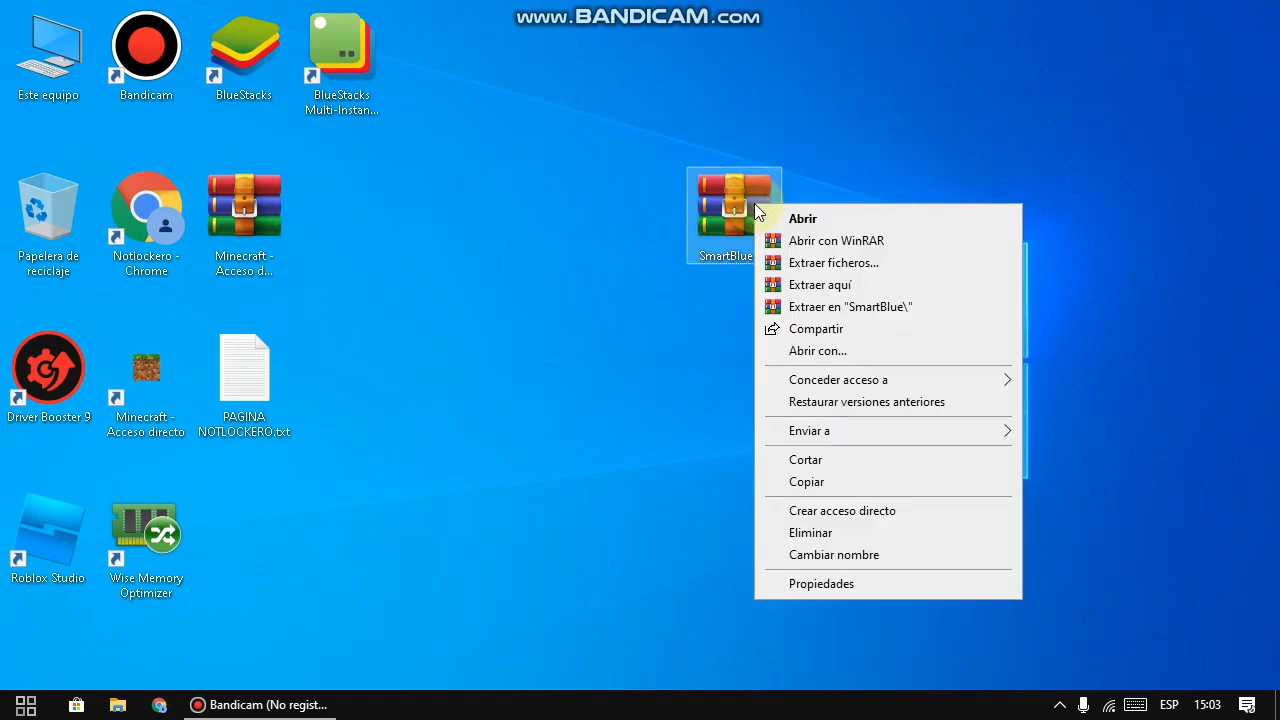 www.BANDICAM.com
Este equipo
Bandicam
BlueStacks
BlueStacks
Multi-Instan...
Papelera de
reciclaje
Notlockero -
Chrome
Minecraft -
Acceso d...
SmartBlue
Driver Booster 9
Minecraft -
Acceso directo
PAGINA
NOTLOCKERO.txt
Roblox Studio
Wise Memory
Optimizer
Abrir
Abrir con WinRAR
Extraer ficheros...
Extraer aquí
Extraer en "SmartBlue\"
Compartir
Abrir con...
Conceder acceso a
Restaurar versiones anteriores
Enviar a
Cortar
Copiar
Crear acceso directo
Eliminar
Cambiar nombre
Propiedades
Bandicam (No regist...
ESP
15:03